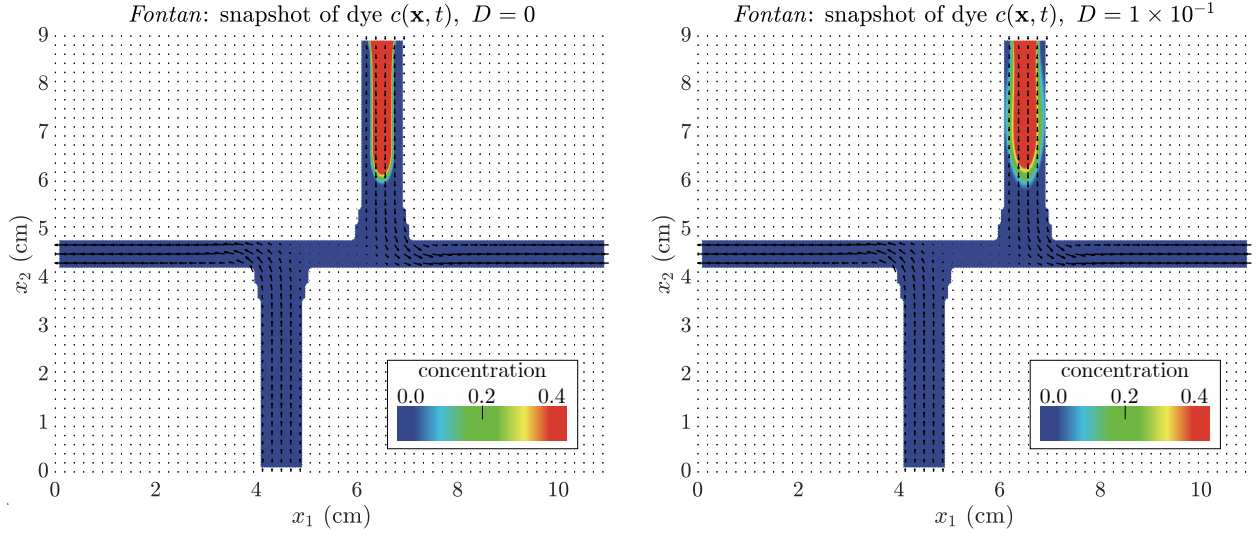 Fontan: snapshot of dye c(x, t), D = 0
9
8
7
6
5
4
3
2
1
0
x₂ (cm)
concentration
0.0 0.2 0.4
0 2 4 6 8 10
x₁ (cm)
Fontan: snapshot of dye c(x, t), D = 1 × 10⁻¹
9
8
7
6
5
4
3
2
1
0
x₂ (cm)
concentration
0.0 0.2 0.4
0 2 4 6 8 10
x₁ (cm)